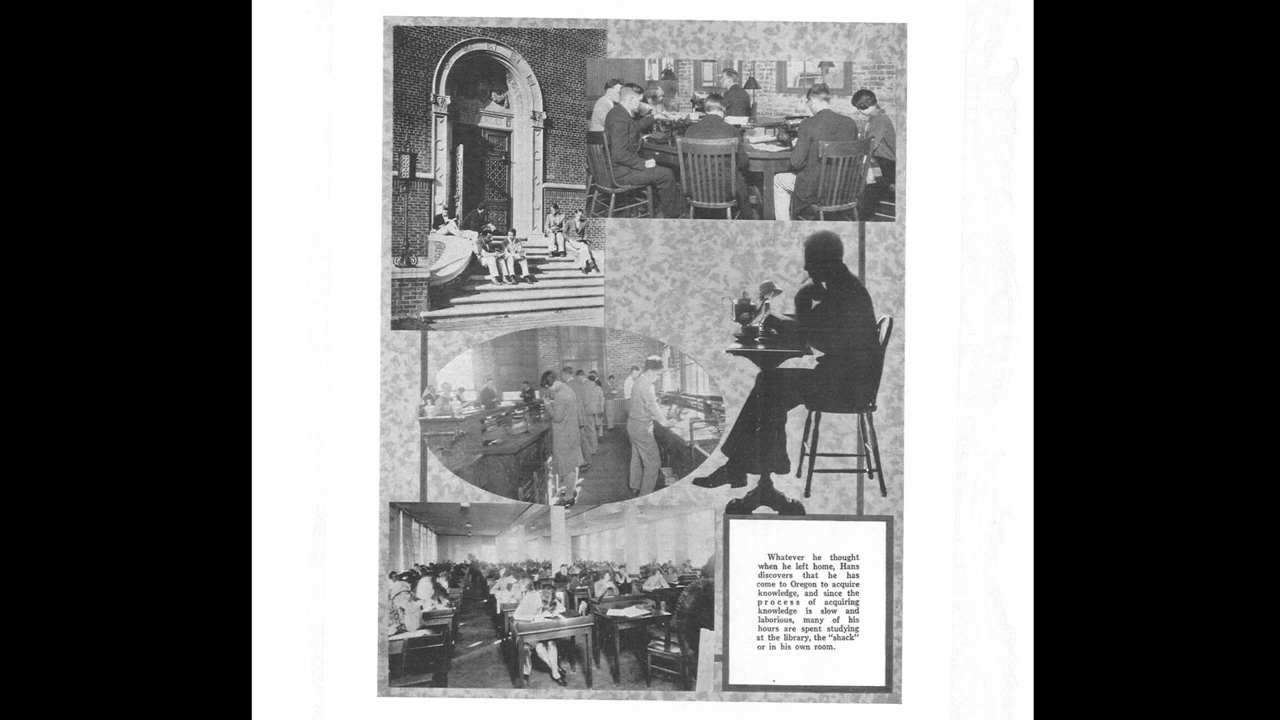 Whatever he thought
when he left home, Hans
discovers that he has
come to Oregon to acquire
knowledge, and since the
process of acquiring
knowledge is slow and
laborious, many of his
hours are spent studying
at the library, the "shack"
or in his own room.